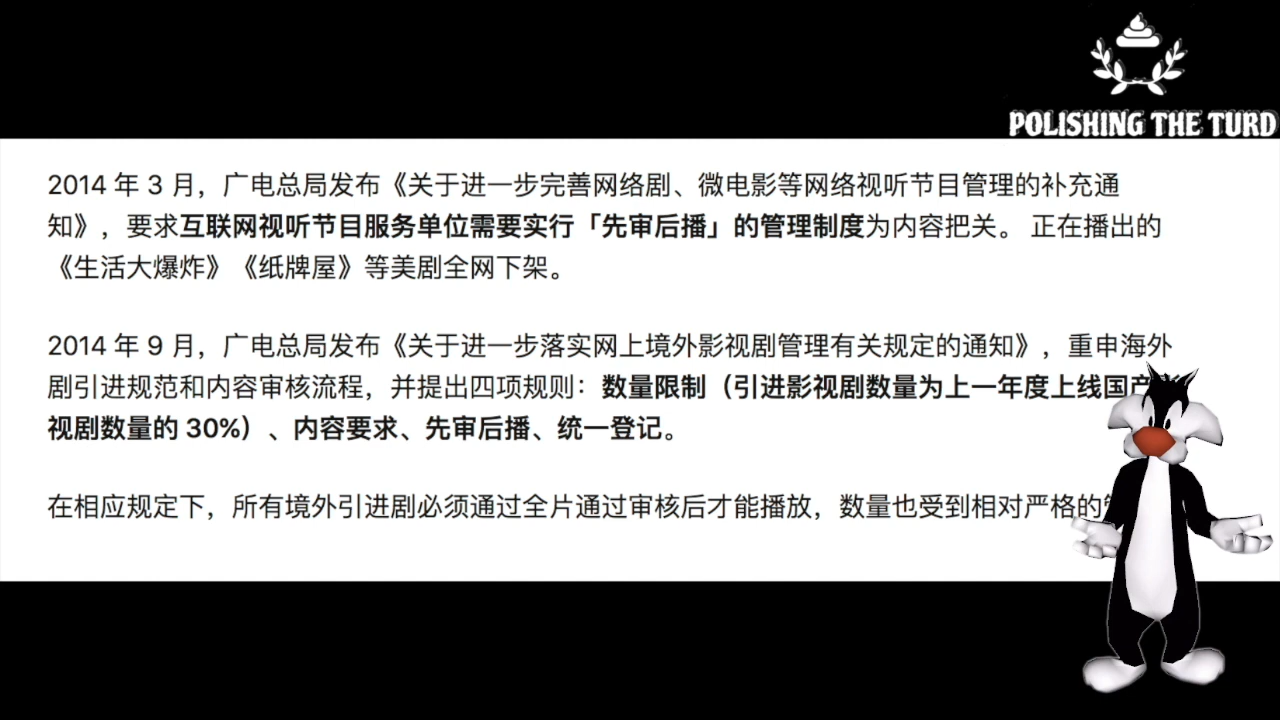 POLISHING THE TURD
2014 年 3 月，广电总局发布《关于进一步完善网络剧、微电影等网络视听节目管理的补充通
知》，要求互联网视听节目服务单位需要实行「先审后播」的管理制度为内容把关。 正在播出的
《生活大爆炸》《纸牌屋》等美剧全网下架。
2014 年 9 月，广电总局发布《关于进一步落实网上境外影视剧管理有关规定的通知》，重申海外
剧引进规范和内容审核流程，并提出四项规则：数量限制（引进影视剧数量为上一年度上线国产
视剧数量的 30%）、内容要求、先审后播、统一登记。
在相应规定下，所有境外引进剧必须通过全片通过审核后才能播放，数量也受到相对严格的